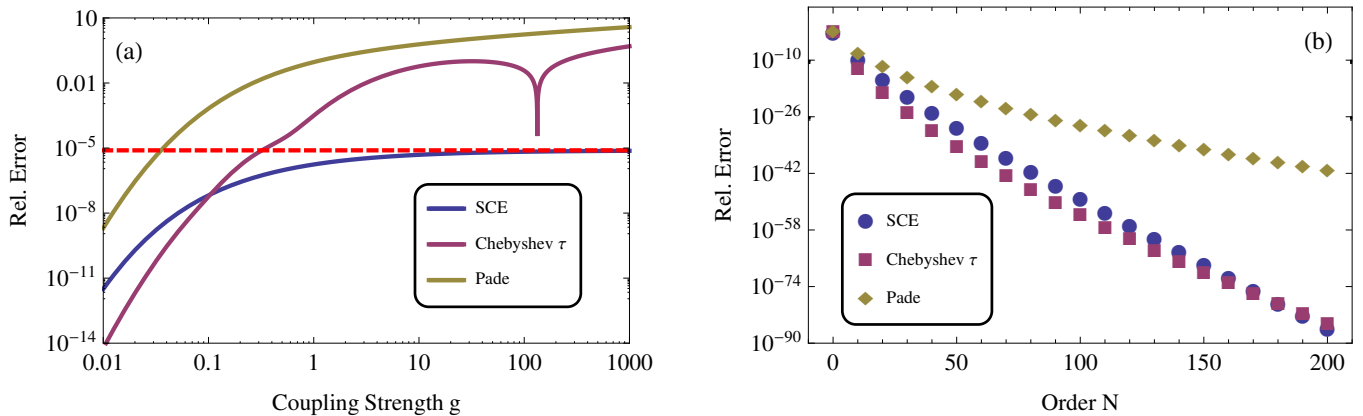 (a)
Rel. Error
10
0.01
10⁻⁵
10⁻⁸
10⁻¹¹
10⁻¹⁴
SCE
Chebyshev τ
Pade
0.01 0.1 1 10 100 1000
Coupling Strength g
(b)
Rel. Error
10⁻¹⁰
10⁻²⁶
10⁻⁴²
10⁻⁵⁸
10⁻⁷⁴
10⁻⁹⁰
SCE
Chebyshev τ
Pade
0 50 100 150 200
Order N